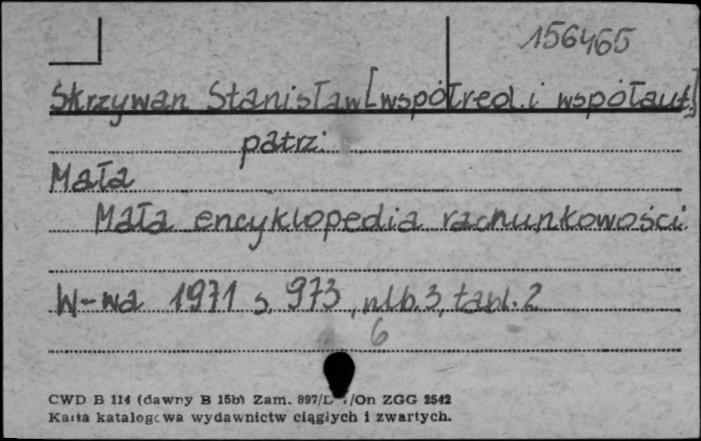 156465
Skrzywan Stanisław [współred. i współaut.]
patrz:
Mała
Mała encyklopedia rachunkowości.
W-wa 1971 s. 973, nlb. 3, tabl. 2
6
CWD B 114 (dawny B 15b) Zam. 897/ /On ZGG 2542
Karta katalogowa wydawnictw ciągłych i zwartych.